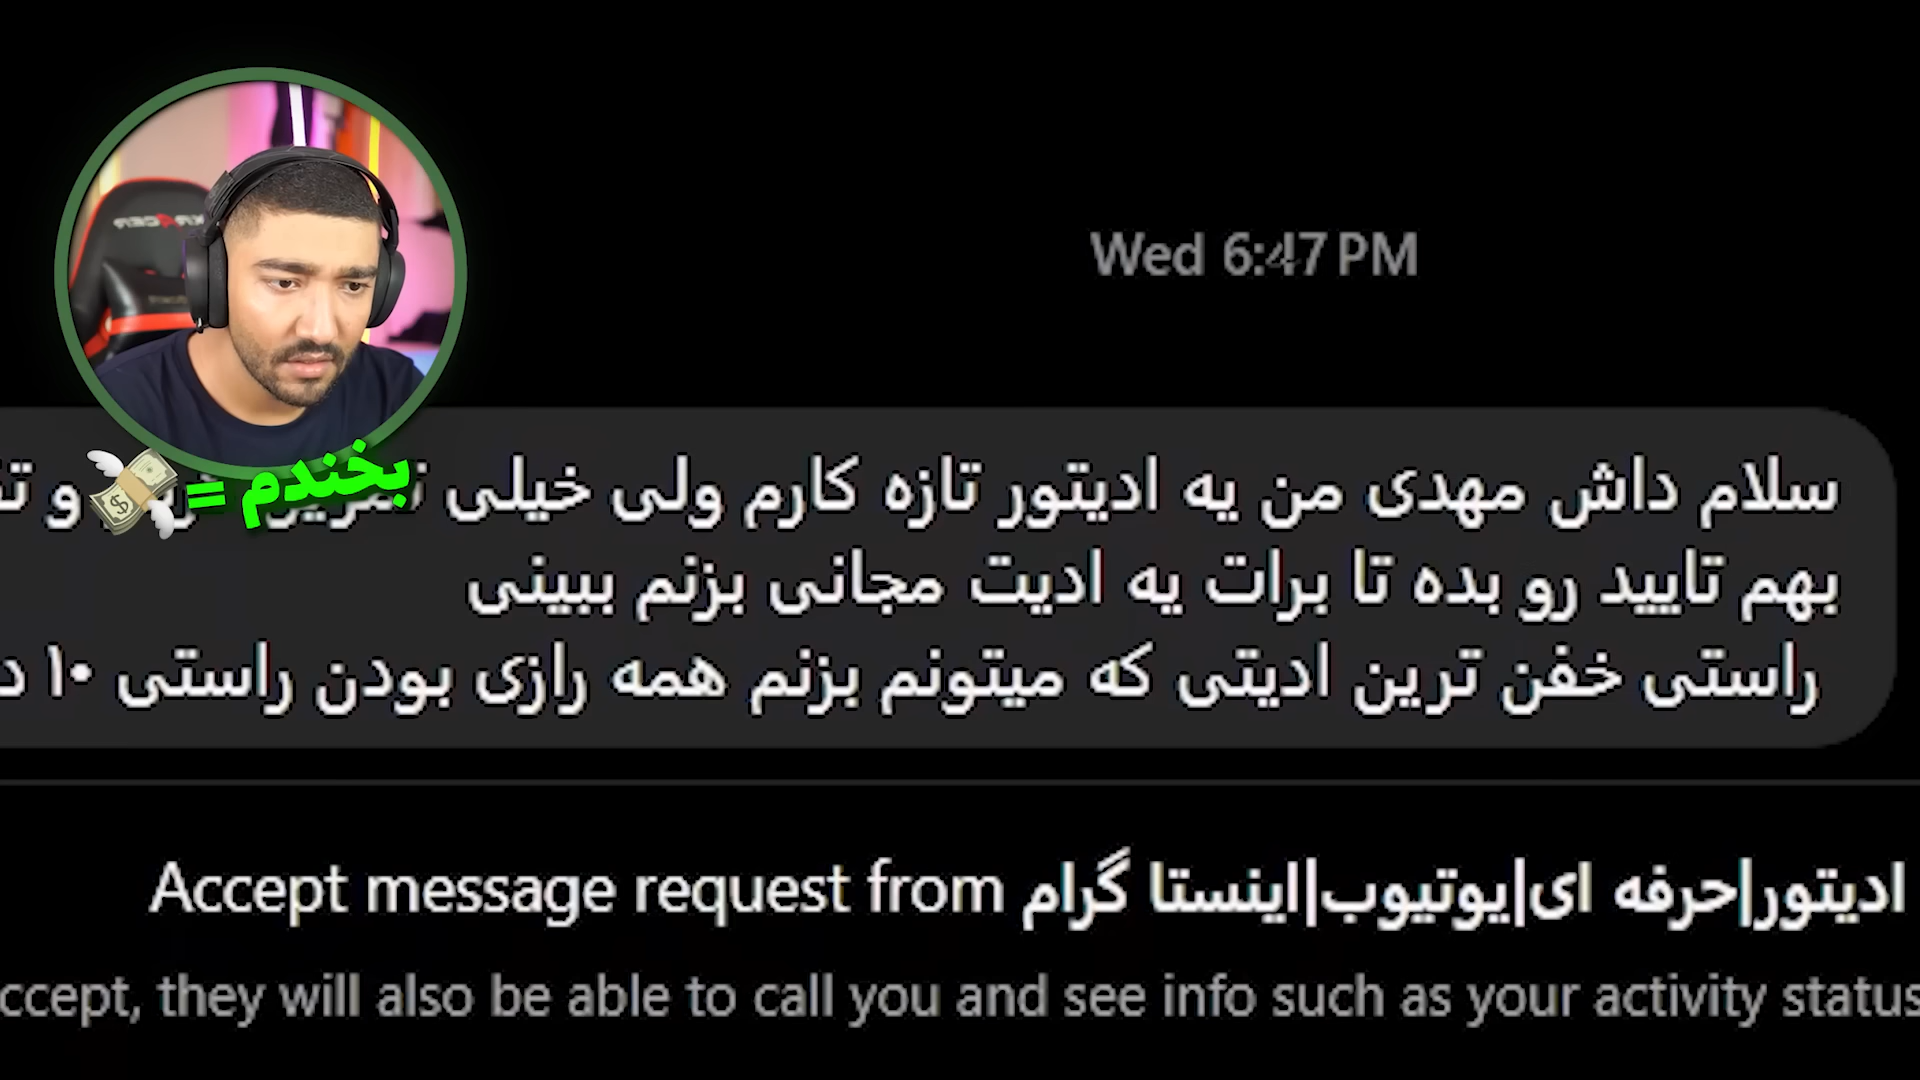 Wed 6:47 PM
بخندم =
سلام داش مهدی من یه ادیتور تازه کارم ولی خیلی و
بهم تایید رو بده تا برات یه ادیت مجانی بزنم ببینی
راستی خفن ترین ادیتی که میتونم بزنم همه رازی بودن راستی ۱۰
Accept message request from ادیتور|حرفه ای|یوتیوب|اینستا گرام
ccept, they will also be able to call you and see info such as your activity status